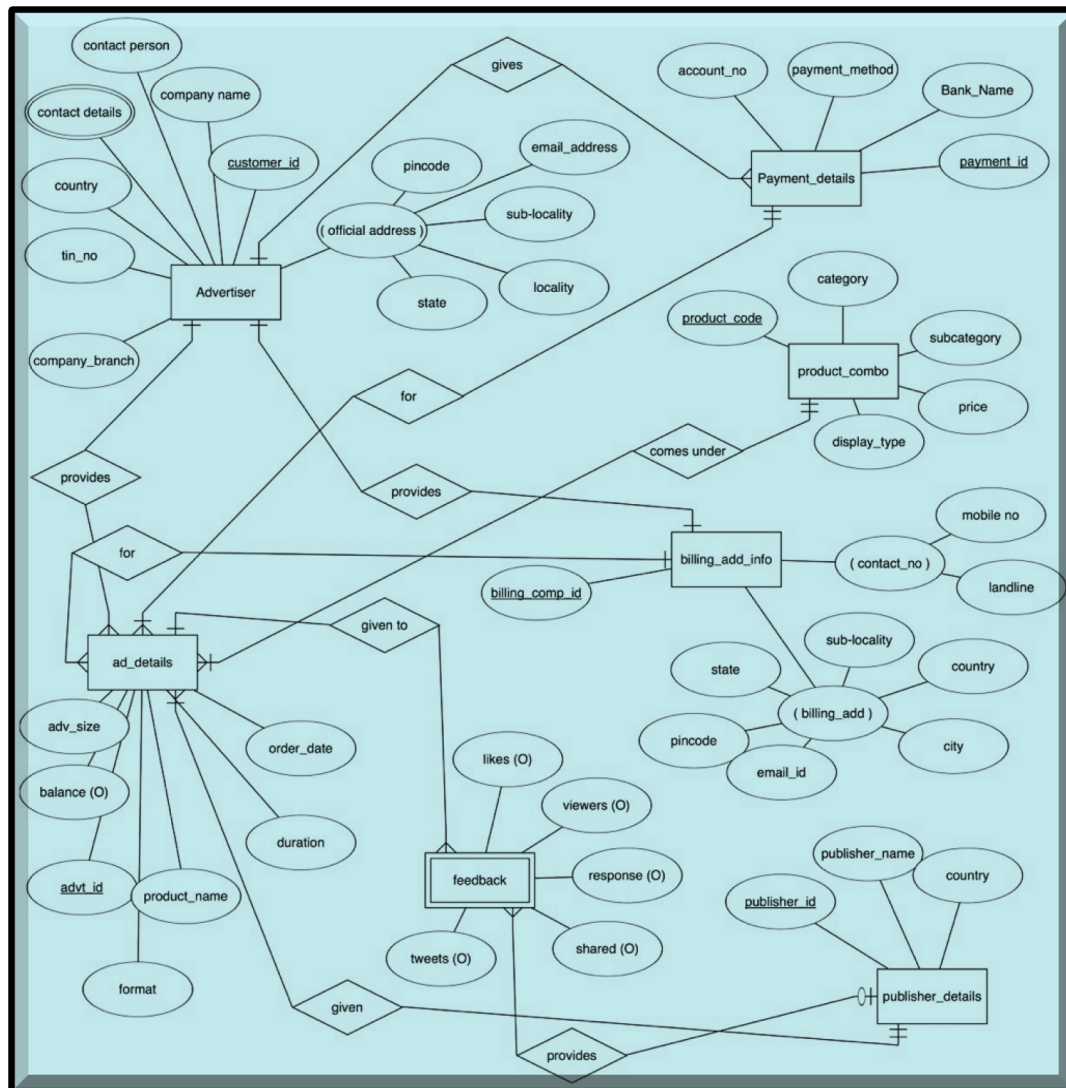 contact person
gives
account_no
payment_method
Bank_Name
company name
contact details
customer_id
email_address
pincode
payment_id
Payment_details
country
( official address )
sub-locality
tin_no
Advertiser
state
locality
category
product_code
subcategory
company_branch
product_combo
for
price
display_type
comes under
provides
provides
mobile no
for
billing_add_info
( contact_no )
billing_comp_id
landline
given to
sub-locality
ad_details
state
country
adv_size
( billing_add )
order_date
pincode
city
likes (O)
email_id
balance (O)
viewers (O)
duration
publisher_name
feedback
response (O)
country
advt_id
product_name
publisher_id
tweets (O)
shared (O)
format
given
publisher_details
provides